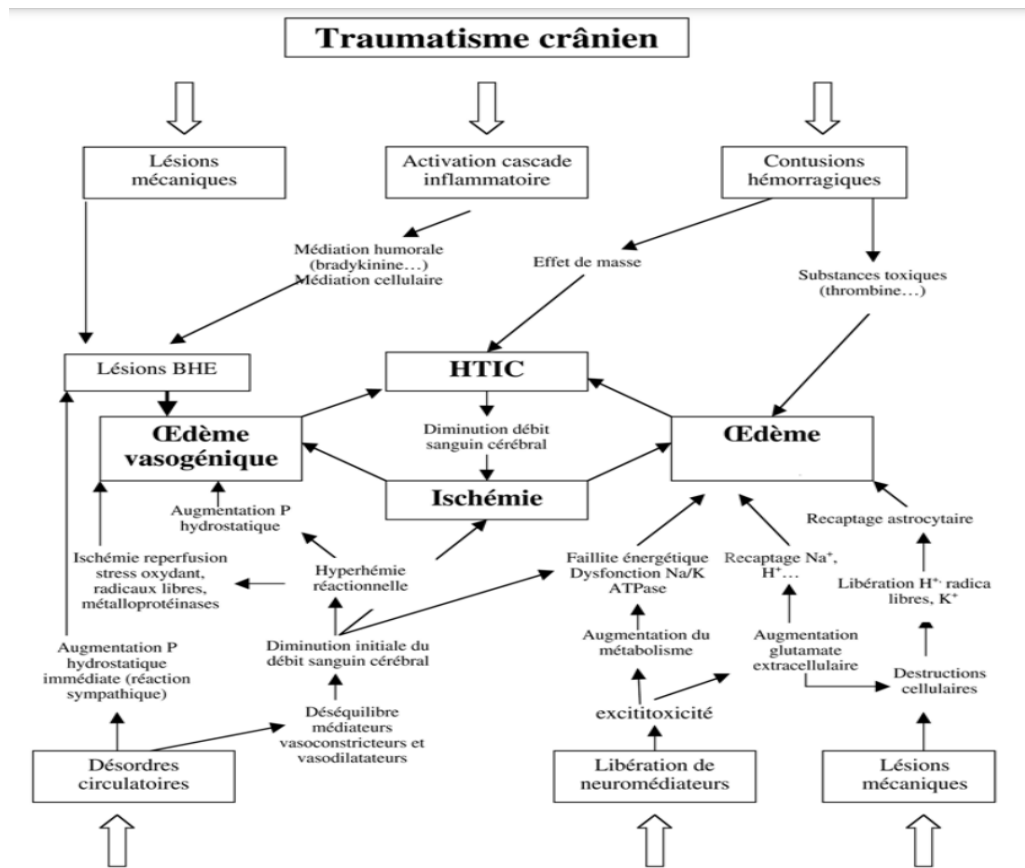 Traumatisme crânien
Lésions
mécaniques
Activation cascade
inflammatoire
Contusions
hémorragiques
Médiation humorale
(bradykinine...)
Médiation cellulaire
Effet de masse
Substances toxiques
(thrombine...)
Lésions BHE
HTIC
Œdème
vasogénique
Diminution débit
sanguin cérébral
Œdème
Ischémie
Augmentation P
hydrostatique
Recaptage astrocytaire
Ischémie reperfusion
stress oxydant,
radicaux libres,
métalloprotéinases
Hyperhémie
réactionnelle
Faillite énergétique
Dysfonction Na/K
ATPase
Recaptage Na⁺,
H⁺...
Libération H⁺, radica
libres, K⁺
Augmentation P
hydrostatique
immédiate (réaction
sympathique)
Diminution initiale du
débit sanguin cérébral
Augmentation du
métabolisme
Augmentation
glutamate
extracellulaire
Destructions
cellulaires
Déséquilibre
médiateurs
vasoconstricteurs et
vasodilatateurs
excititoxicité
Désordres
circulatoires
Libération de
neuromédiateurs
Lésions
mécaniques